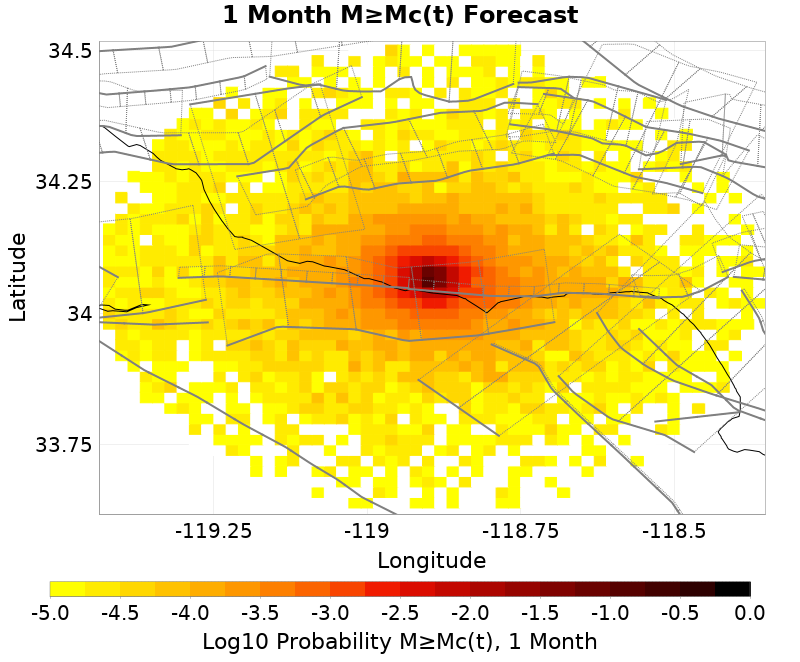 1 Month M≥Mc(t) Forecast
34.5
34.25
34
33.75
Latitude
-119.25 -119 -118.75 -118.5
Longitude
-5.0 -4.5 -4.0 -3.5 -3.0 -2.5 -2.0 -1.5 -1.0 -0.5 0.0
Log10 Probability M≥Mc(t), 1 Month